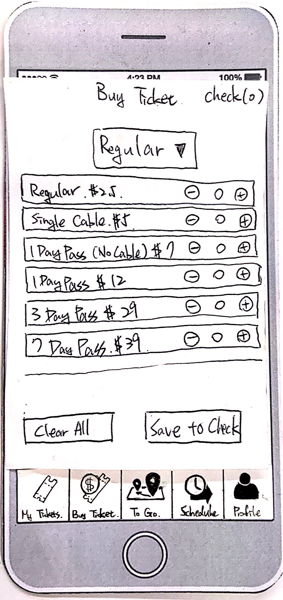 4:23 PM 100%
Buy Ticket. check(0)
Regular ▼
Regular. $2.5. - 0 +
Single Cable. $5 - 0 +
1 Day Pass (No Cable) $7 - 0 +
1 Day Pass $12 - 0 +
3 Day Pass $29 - 0 +
7 Day Pass. $39. - 0 +
Clear All Save to Check
My Tickets. Buy Ticket. To Go. Schedule Profile